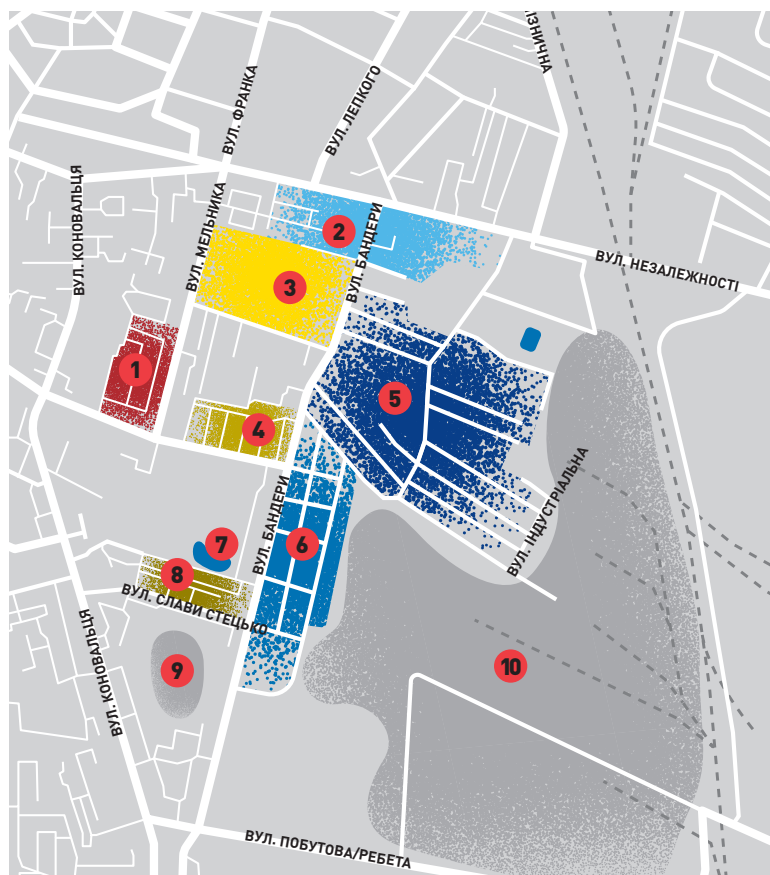 ІЗНИЧНА
ВУЛ. ФРАНКА
ВУЛ. ЛЕПКОГО
ВУЛ. КОНОВАЛЬЦЯ
ВУЛ. МЕЛЬНИКА
2
ВУЛ. БАНДЕРИ
ВУЛ. НЕЗАЛЕЖНОСТІ
3
1
5
4
ВУЛ. БАНДЕРИ
ВУЛ. ІНДУСТРІАЛЬНА
7
6
8
ВУЛ. СЛАВИ СТЕЦЬКО
ВУЛ. КОНОВАЛЬЦЯ
9
10
ВУЛ. ПОБУТОВА/РЕБЕТА